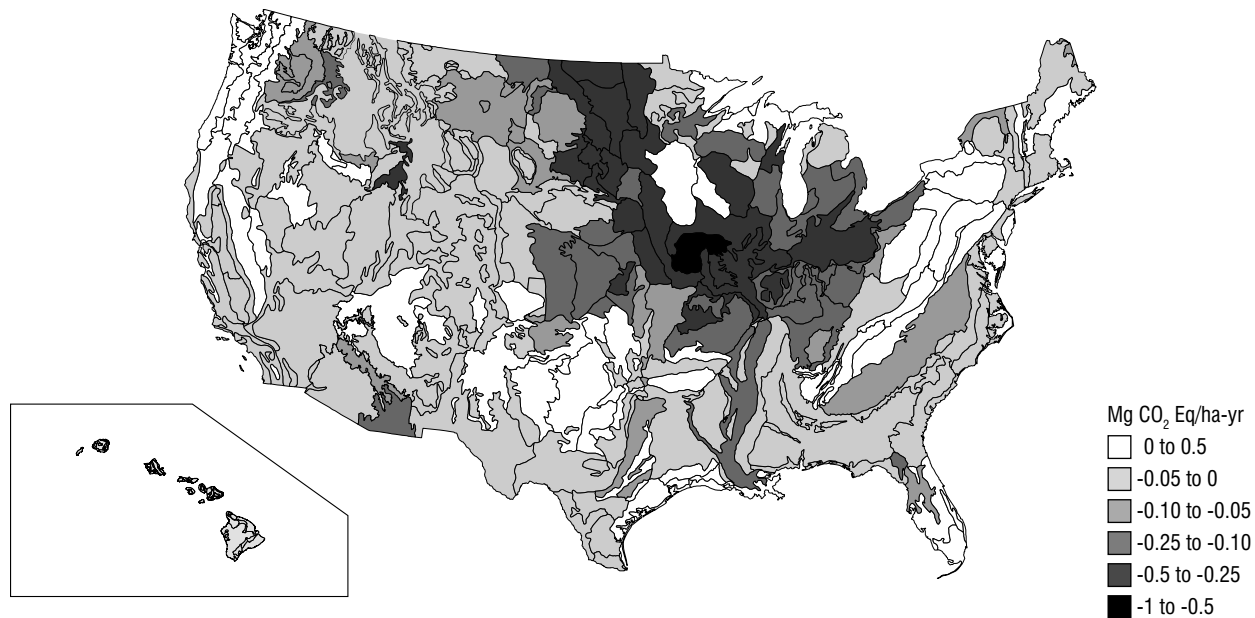 Mg CO₂ Eq/ha-yr
0 to 0.5
-0.05 to 0
-0.10 to -0.05
-0.25 to -0.10
-0.5 to -0.25
-1 to -0.5